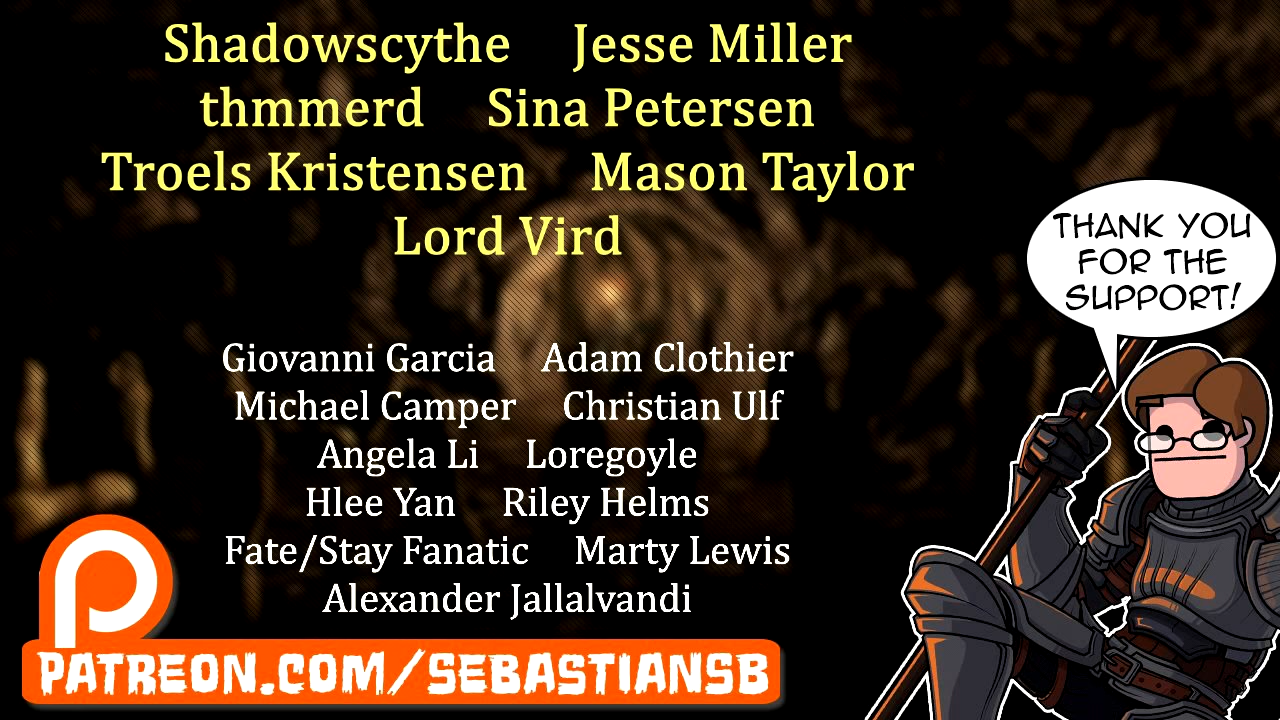 Shadowscythe Jesse Miller
thmmerd Sina Petersen
Troels Kristensen Mason Taylor
Lord Vird
THANK YOU
FOR THE
SUPPORT!
Giovanni Garcia Adam Clothier
Michael Camper Christian Ulf
Angela Li Loregoyle
Hlee Yan Riley Helms
Fate/Stay Fanatic Marty Lewis
Alexander Jallalvandi
PATREON.COM/SEBASTIANSB